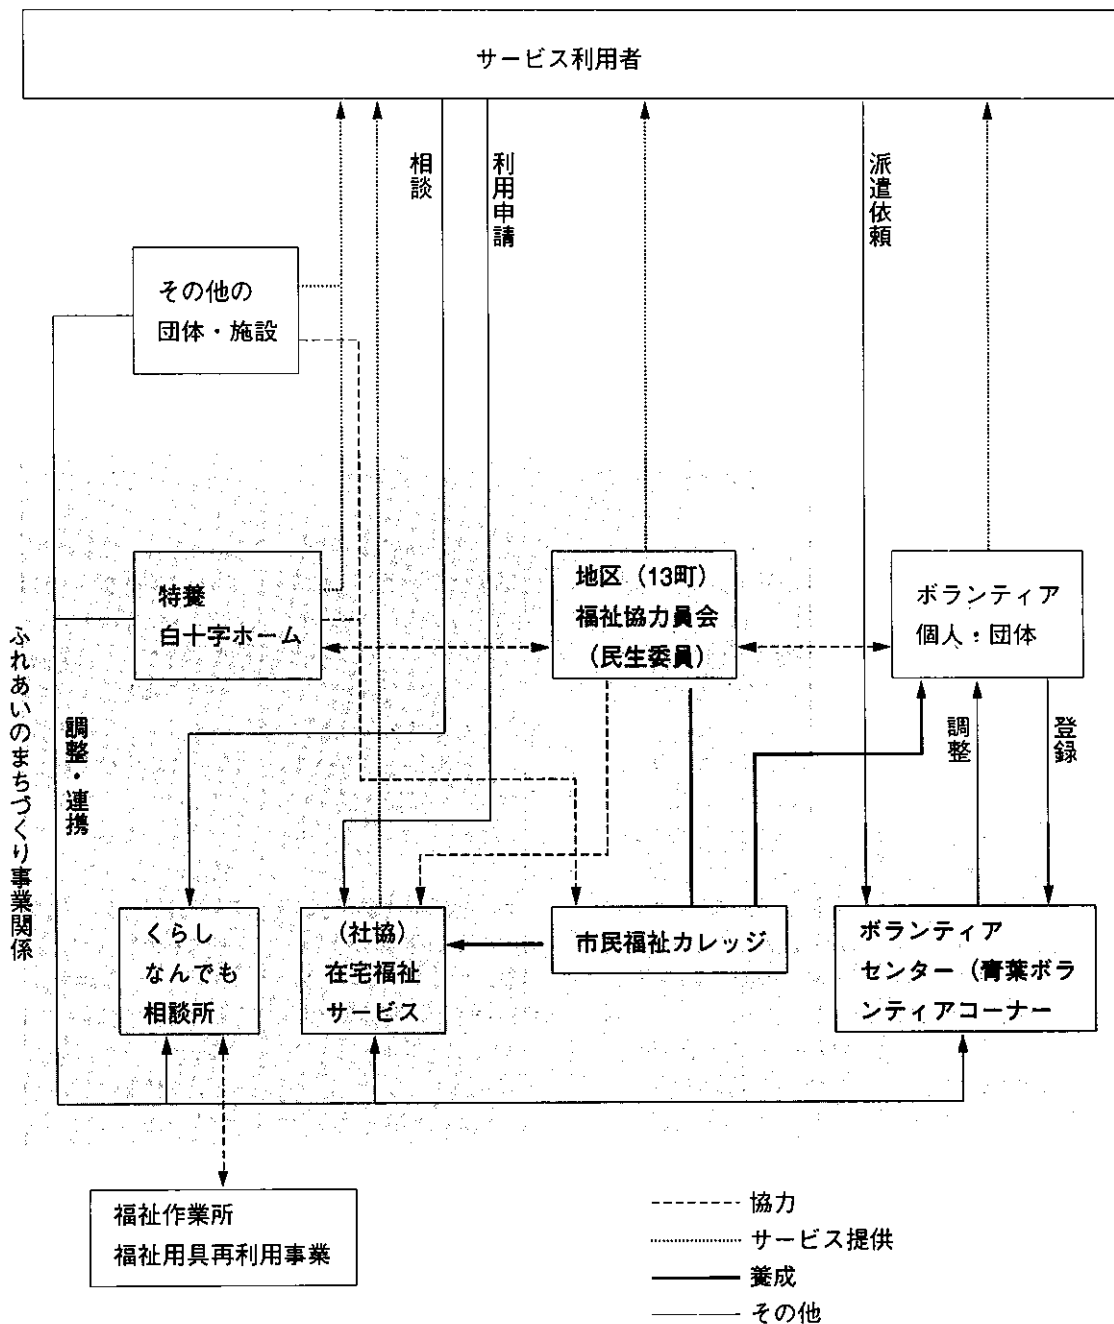 サービス利用者
相談
利用申請
派遣依頼
その他の
団体・施設
特養
白十字ホーム
地区（13町）
福祉協力員会
（民生委員）
ボランティア
個人・団体
ふれあいのまちづくり事業関係
調整・連携
調整
登録
くらし
なんでも
相談所
（社協）
在宅福祉
サービス
市民福祉カレッジ
ボランティア
センター（青葉ボラ
ンティアコーナー
福祉作業所
福祉用具再利用事業
協力
サービス提供
養成
その他